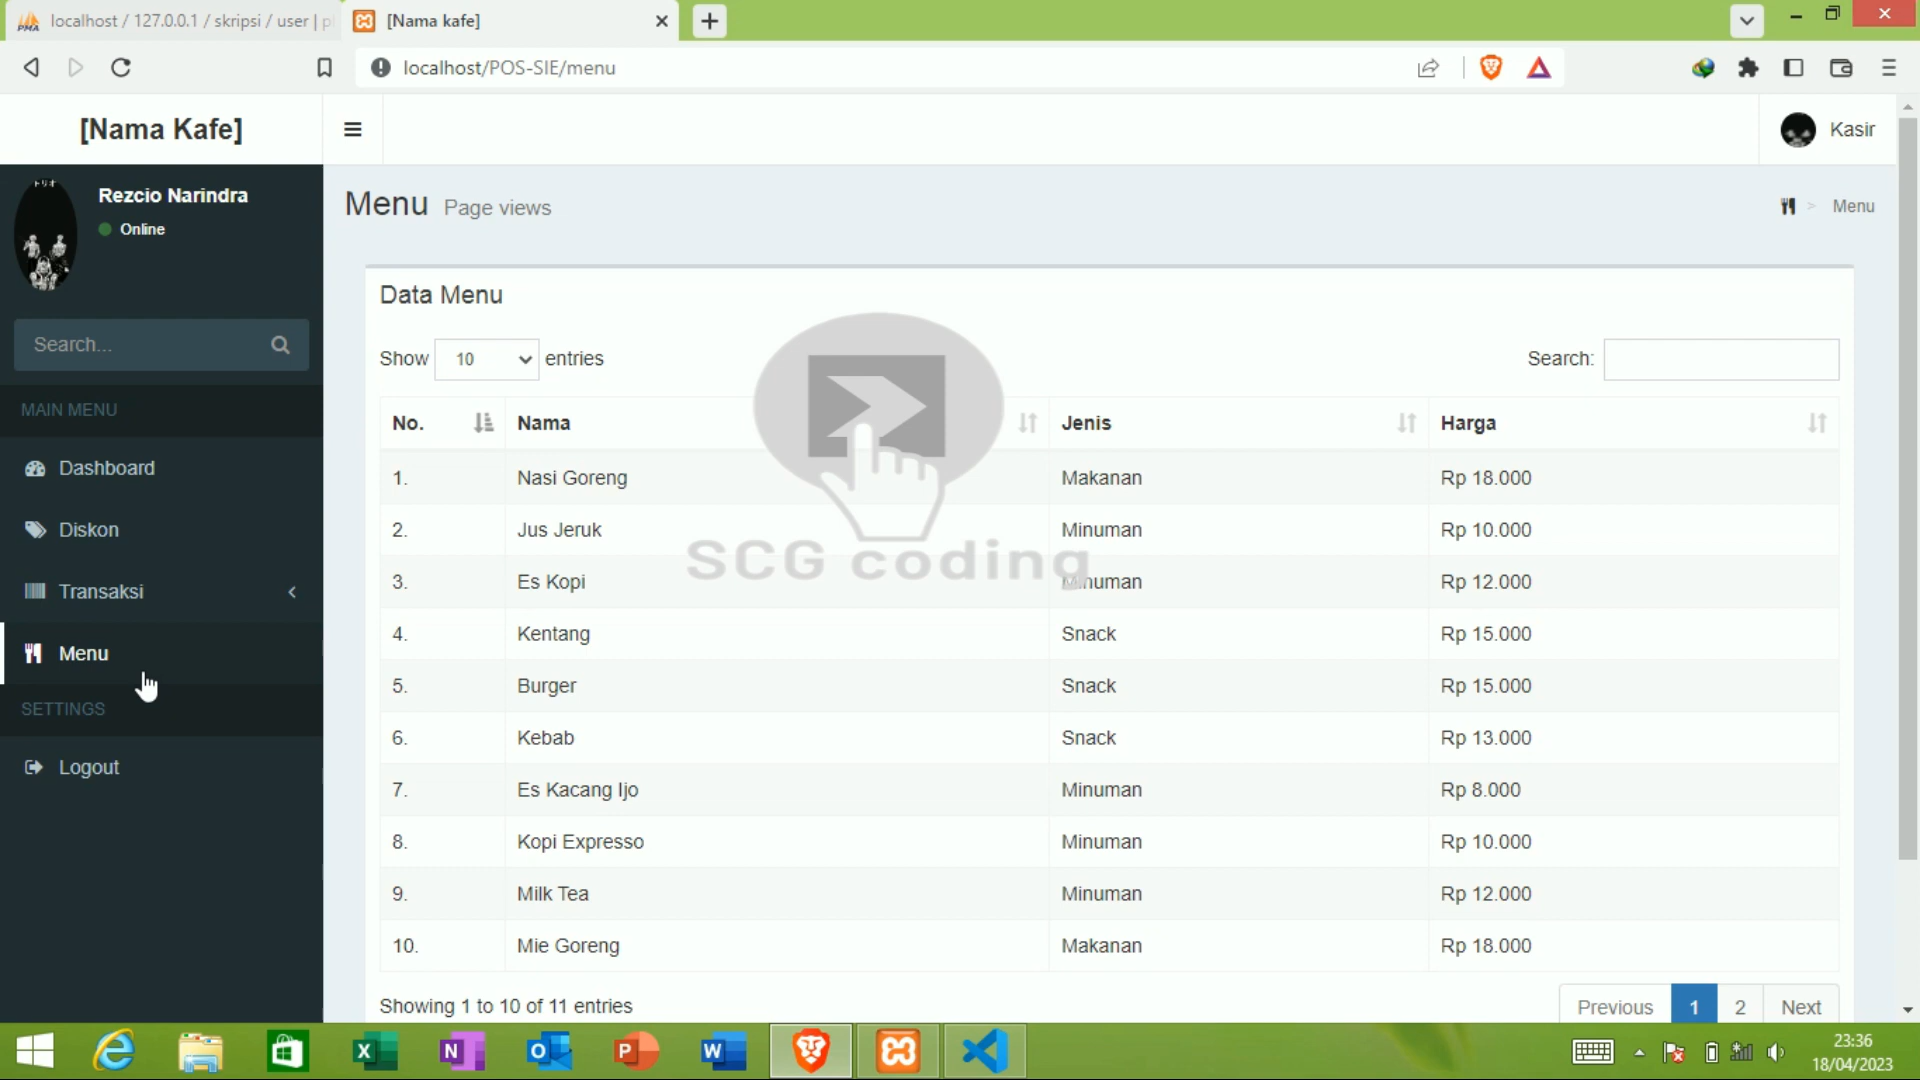 localhost / 127.0.0.1 / skripsi / user | p
[Nama kafe]
localhost/POS-SIE/menu
[Nama Kafe]
Kasir
トリオ
Rezcio Narindra
Online
Search...
MAIN MENU
Dashboard
Diskon
Transaksi
Menu
SETTINGS
Logout
Menu Page views
> Menu
Data Menu
Show 10 entries
Search:
No. Nama Jenis Harga
1. Nasi Goreng Makanan Rp 18.000
2. Jus Jeruk Minuman Rp 10.000
3. Es Kopi Minuman Rp 12.000
4. Kentang Snack Rp 15.000
5. Burger Snack Rp 15.000
6. Kebab Snack Rp 13.000
7. Es Kacang Ijo Minuman Rp 8.000
8. Kopi Expresso Minuman Rp 10.000
9. Milk Tea Minuman Rp 12.000
10. Mie Goreng Makanan Rp 18.000
SCG coding
Showing 1 to 10 of 11 entries
Previous 1 2 Next
23:36
18/04/2023